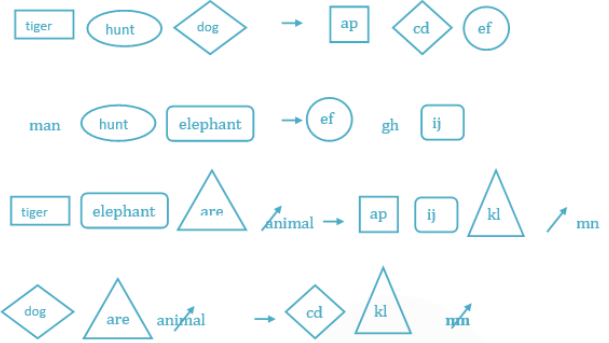 tiger hunt dog ap cd ef
man hunt elephant ef gh ij
tiger elephant are animal ap ij kl mn
dog are animal cd kl mn